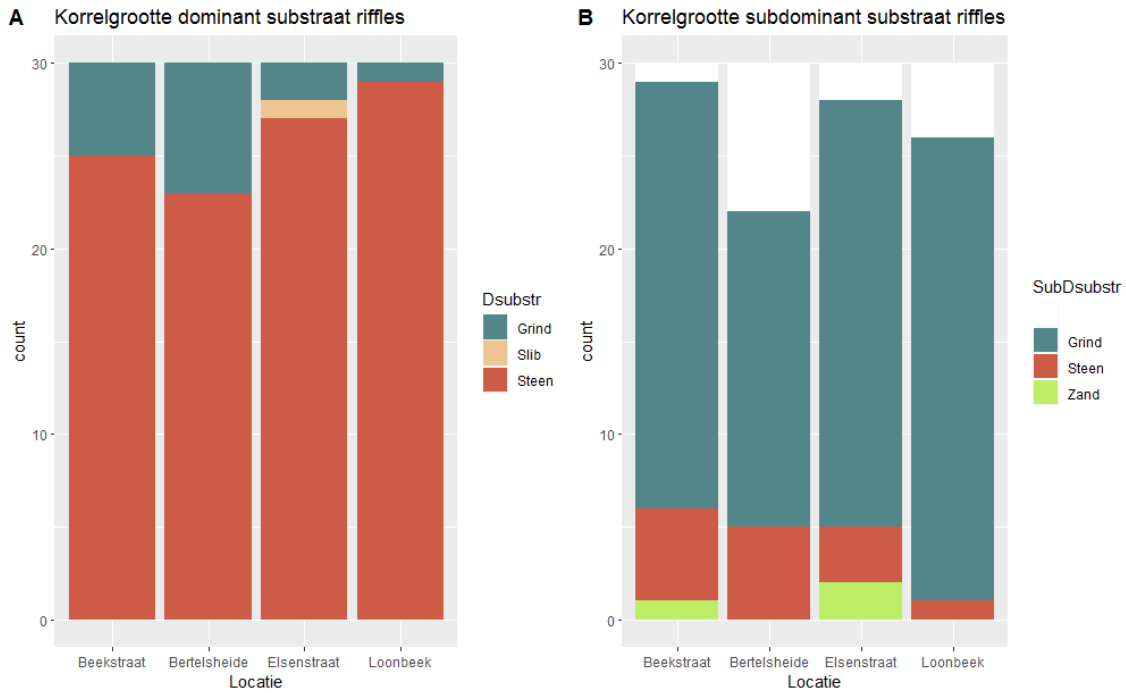 A Korrelgrootte dominant substraat riffles
30
20
10
0
count
Beekstraat Bertelsheide Elsenstraat Loonbeek
Locatie
Dsubstr
Grind
Slib
Steen
B Korrelgrootte subdominant substraat riffles
30
20
10
0
count
Beekstraat Bertelsheide Elsenstraat Loonbeek
Locatie
SubDsubstr
Grind
Steen
Zand